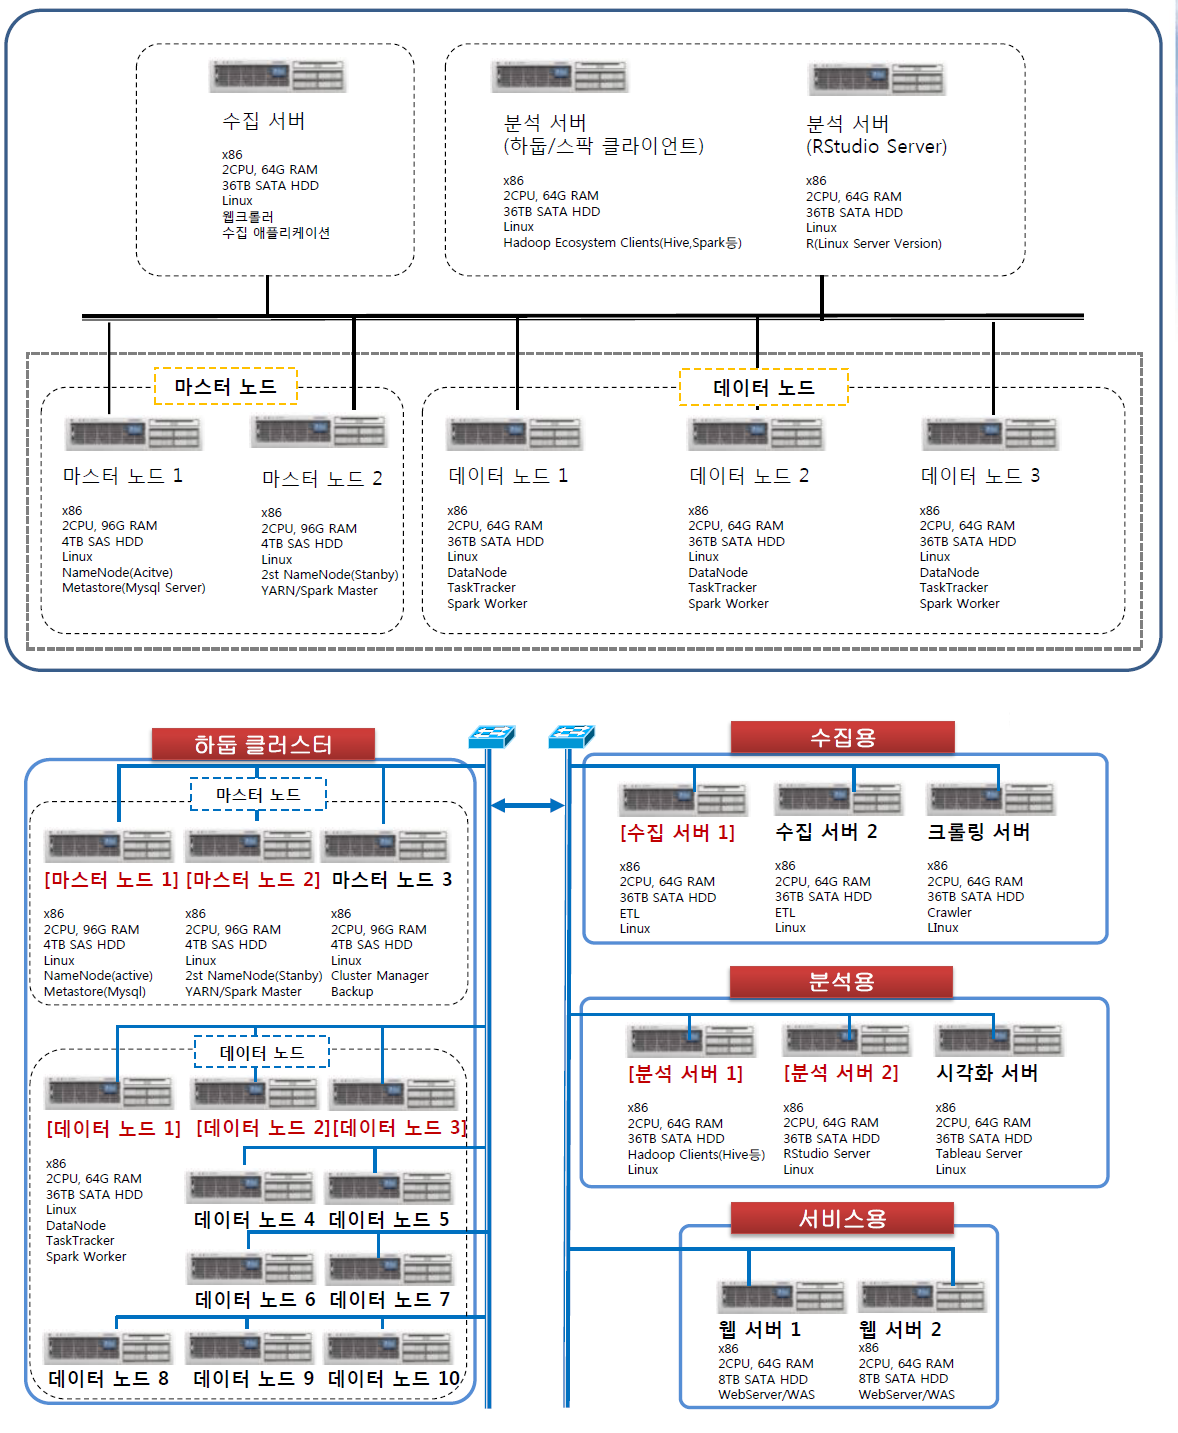 수집 서버
x86
2CPU, 64G RAM
36TB SATA HDD
Linux
웹크롤러
수집 애플리케이션
분석 서버
(하둡/스팍 클라이언트)
x86
2CPU, 64G RAM
36TB SATA HDD
Linux
Hadoop Ecosystem Clients(Hive,Spark등)
분석 서버
(RStudio Server)
x86
2CPU, 64G RAM
36TB SATA HDD
Linux
R(Linux Server Version)
마스터 노드
마스터 노드 1
x86
2CPU, 96G RAM
4TB SAS HDD
Linux
NameNode(Acitve)
Metastore(Mysql Server)
마스터 노드 2
x86
2CPU, 96G RAM
4TB SAS HDD
Linux
2st NameNode(Stanby)
YARN/Spark Master
데이터 노드
데이터 노드 1
x86
2CPU, 64G RAM
36TB SATA HDD
Linux
DataNode
TaskTracker
Spark Worker
데이터 노드 2
x86
2CPU, 64G RAM
36TB SATA HDD
Linux
DataNode
TaskTracker
Spark Worker
데이터 노드 3
x86
2CPU, 64G RAM
36TB SATA HDD
Linux
DataNode
TaskTracker
Spark Worker
하둡 클러스터
마스터 노드
[마스터 노드 1]
x86
2CPU, 96G RAM
4TB SAS HDD
Linux
NameNode(active)
Metastore(Mysql)
[마스터 노드 2]
x86
2CPU, 96G RAM
4TB SAS HDD
Linux
2st NameNode(Stanby)
YARN/Spark Master
마스터 노드 3
x86
2CPU, 96G RAM
4TB SAS HDD
Linux
Cluster Manager
Backup
데이터 노드
[데이터 노드 1]
x86
2CPU, 64G RAM
36TB SATA HDD
Linux
DataNode
TaskTracker
Spark Worker
[데이터 노드 2]
[데이터 노드 3]
데이터 노드 4
데이터 노드 5
데이터 노드 6
데이터 노드 7
데이터 노드 8
데이터 노드 9
데이터 노드 10
수집용
[수집 서버 1]
x86
2CPU, 64G RAM
36TB SATA HDD
ETL
Linux
수집 서버 2
x86
2CPU, 64G RAM
36TB SATA HDD
ETL
Linux
크롤링 서버
x86
2CPU, 64G RAM
36TB SATA HDD
Crawler
LInux
분석용
[분석 서버 1]
x86
2CPU, 64G RAM
36TB SATA HDD
Hadoop Clients(Hive등)
Linux
[분석 서버 2]
x86
2CPU, 64G RAM
36TB SATA HDD
RStudio Server
Linux
시각화 서버
x86
2CPU, 64G RAM
36TB SATA HDD
Tableau Server
Linux
서비스용
웹 서버 1
x86
2CPU, 64G RAM
8TB SATA HDD
WebServer/WAS
웹 서버 2
x86
2CPU, 64G RAM
8TB SATA HDD
WebServer/WAS